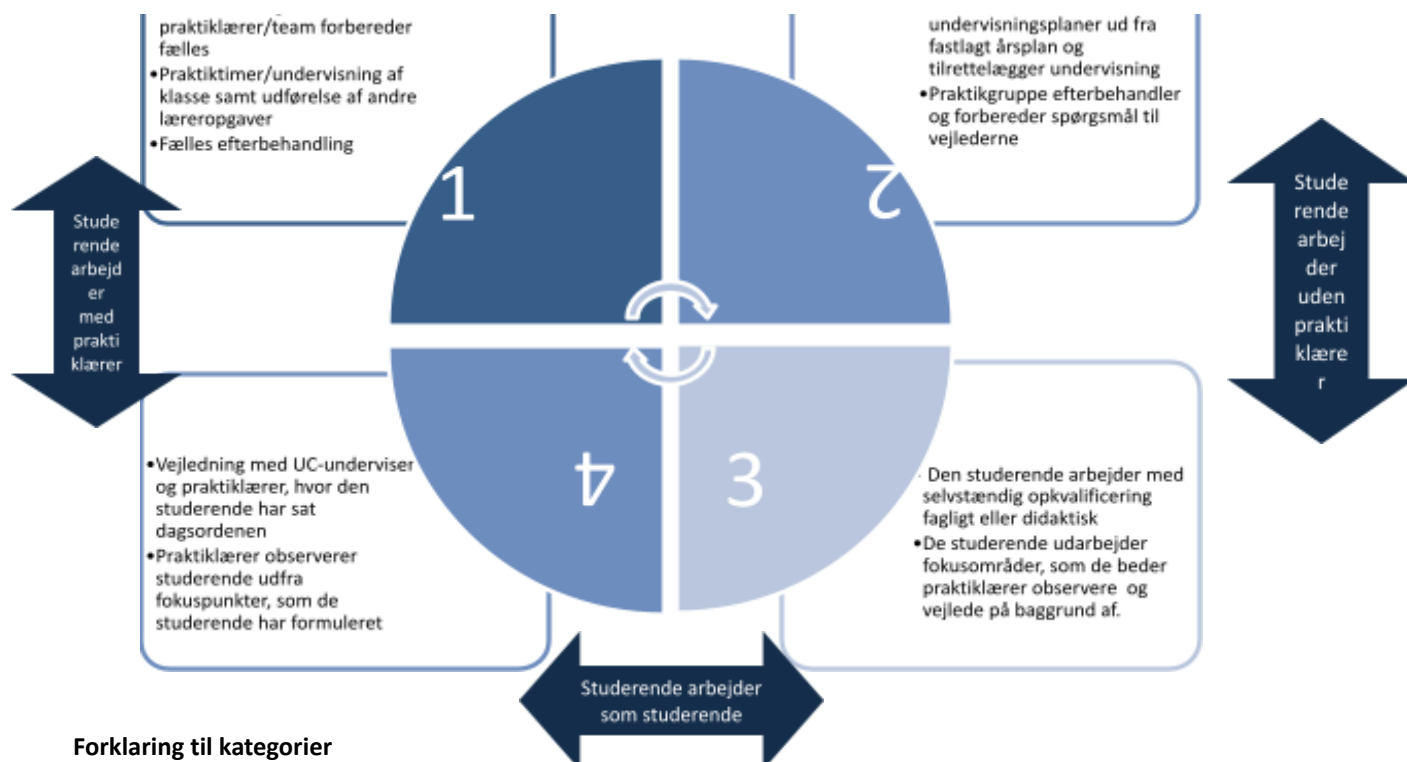 praktiklærer/team forbereder
fælles
•Praktiktimer/undervisning af
klasse samt udførelse af andre
læreropgaver
•Fælles efterbehandling
undervisningsplaner ud fra
fastlagt årsplan og
tilrettelægger undervisning
•Praktikgruppe efterbehandler
og forbereder spørgsmål til
vejlederne
1
2
Stude
rende
arbejd
er
med
prakti
klærer
Stude
rende
arbej
der
uden
prakti
klære
r
4
3
•Vejledning med UC-underviser
og praktiklærer, hvor den
studerende har sat
dagsordenen
•Praktiklærer observerer
studerende udfra
fokuspunkter, som de
studerende har formuleret
· Den studerende arbejder med
selvstændig opkvalificering
fagligt eller didaktisk
•De studerende udarbejder
fokusområder, som de beder
praktiklærer observere og
vejlede på baggrund af.
Studerende arbejder
som studerende
Forklaring til kategorier